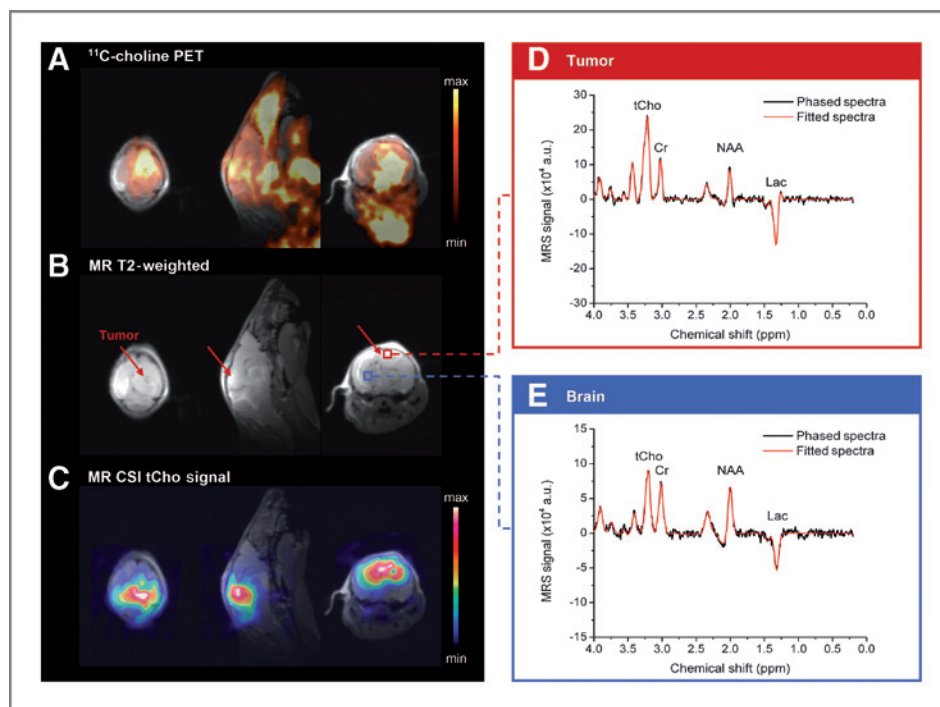 A
¹¹C-choline PET
max
min
B
MR T2-weighted
Tumor
C
MR CSI tCho signal
max
min
D
Tumor
30
20
10
0
-10
-20
-30
MRS signal (x10⁴ a.u.)
tCho
Cr
NAA
Lac
Phased spectra
Fitted spectra
4.0 3.5 3.0 2.5 2.0 1.5 1.0 0.5 0.0
Chemical shift (ppm)
E
Brain
15
10
5
0
-5
-10
-15
MRS signal (x10⁴ a.u.)
tCho
Cr
NAA
Lac
Phased spectra
Fitted spectra
4.0 3.5 3.0 2.5 2.0 1.5 1.0 0.5 0.0
Chemical shift (ppm)